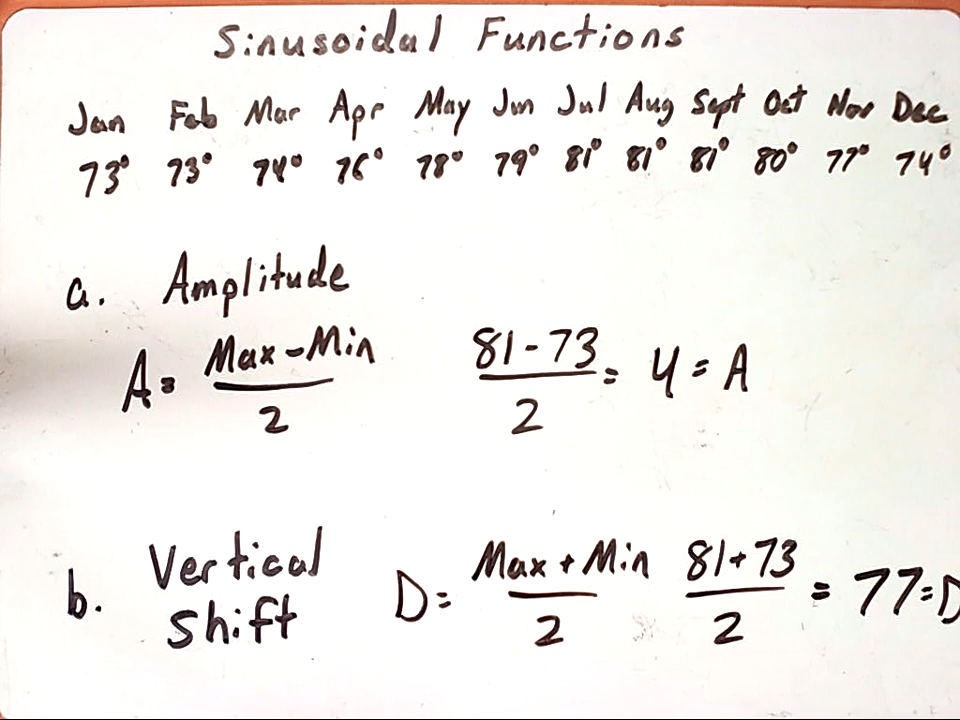 Sinusoidal Functions
Jan Feb Mar Apr May Jun Jul Aug Sept Oct Nov Dec
73° 73° 74° 76° 78° 79° 81° 81° 81° 80° 77° 74°
a. Amplitude
A = Max - Min / 2   81 - 73 / 2 = 4 = A
b. Vertical Shift   D = Max + Min / 2   81 + 73 / 2 = 77 = D